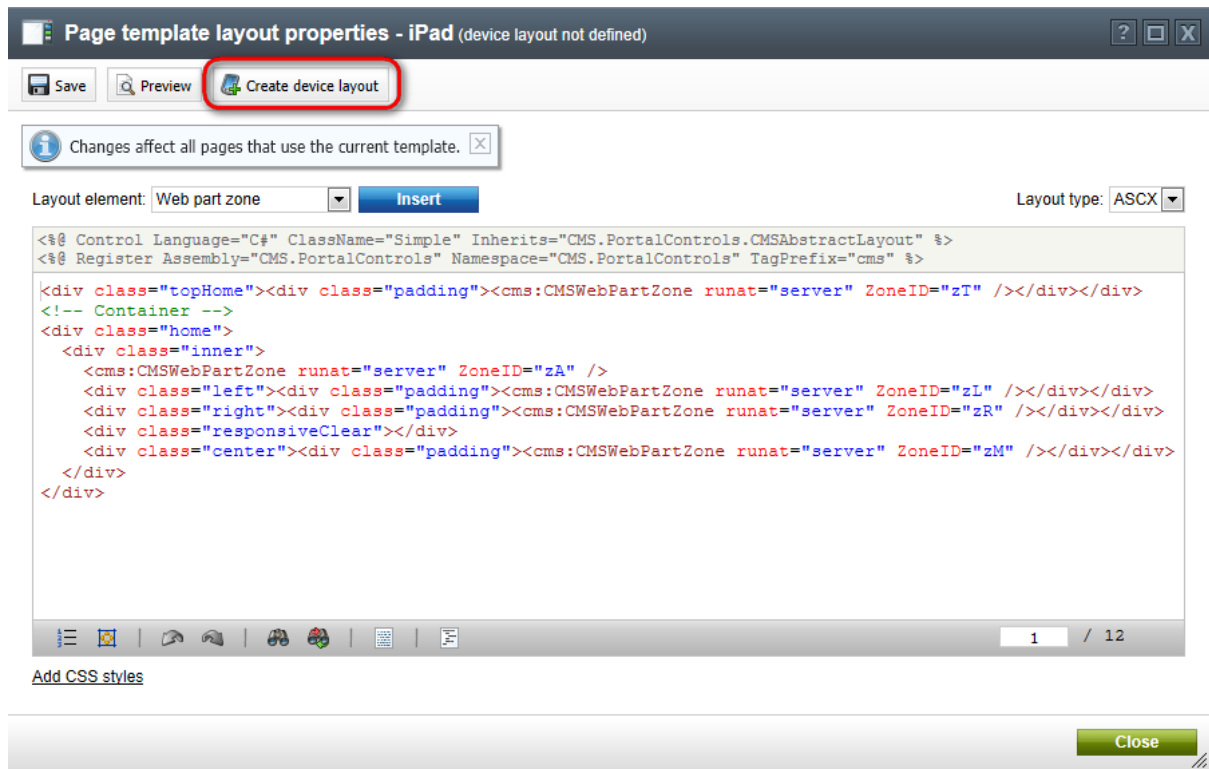 Page template layout properties - iPad (device layout not defined)
? X
Save Preview Create device layout
Changes affect all pages that use the current template. X
Layout element: Web part zone Insert Layout type: ASCX
<%@ Control Language="C#" ClassName="Simple" Inherits="CMS.PortalControls.CMSAbstractLayout" %>
<%@ Register Assembly="CMS.PortalControls" Namespace="CMS.PortalControls" TagPrefix="cms" %>
<div class="topHome"><div class="padding"><cms:CMSWebPartZone runat="server" ZoneID="zT" /></div></div>
<!-- Container -->
<div class="home">
  <div class="inner">
    <cms:CMSWebPartZone runat="server" ZoneID="zA" />
    <div class="left"><div class="padding"><cms:CMSWebPartZone runat="server" ZoneID="zL" /></div></div>
    <div class="right"><div class="padding"><cms:CMSWebPartZone runat="server" ZoneID="zR" /></div></div>
    <div class="responsiveClear"></div>
    <div class="center"><div class="padding"><cms:CMSWebPartZone runat="server" ZoneID="zM" /></div></div>
  </div>
</div>
1 / 12
Add CSS styles
Close